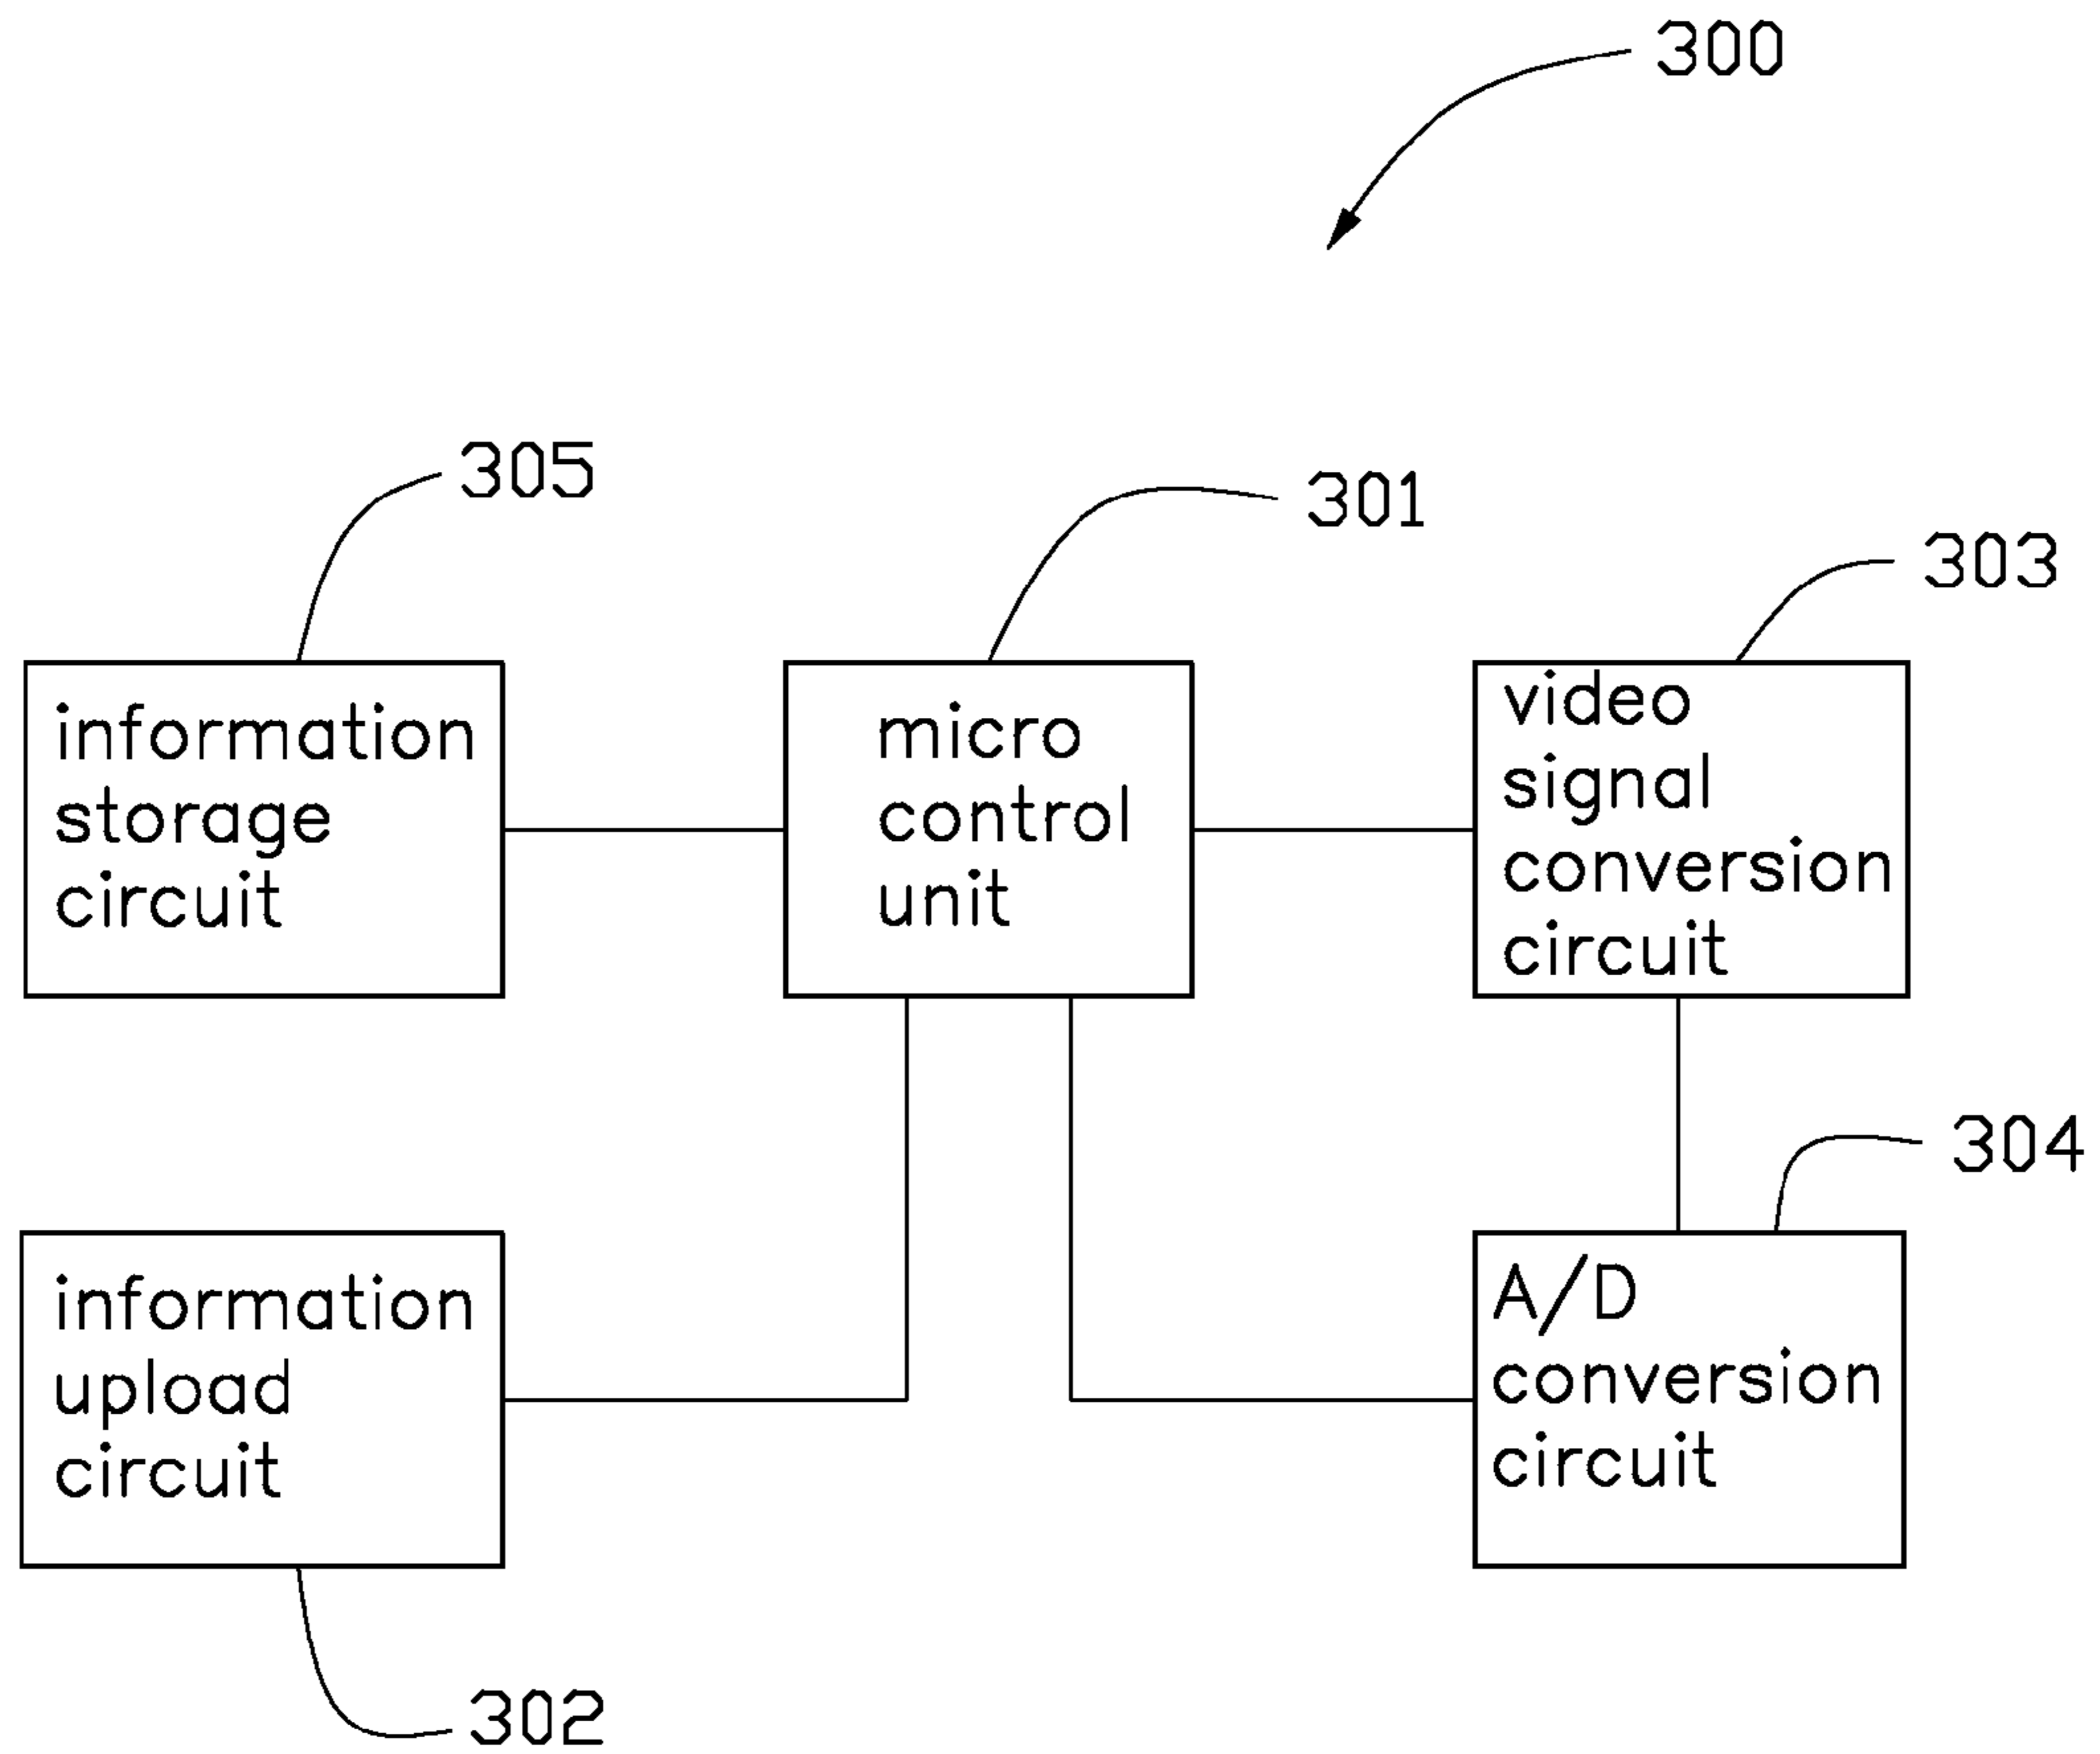 300
305
301
303
information
storage
circuit
micro
control
unit
video
signal
conversion
circuit
304
information
upload
circuit
A/D
conversion
circuit
302